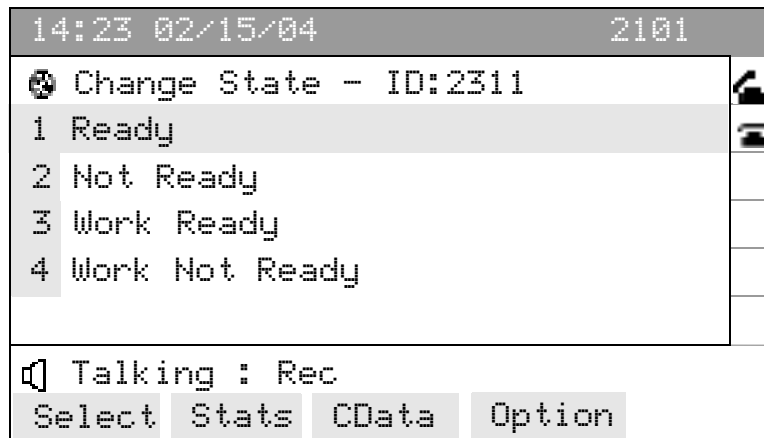 14:23 02/15/04 2101
Change State - ID:2311
1 Ready
2 Not Ready
3 Work Ready
4 Work Not Ready
Talking : Rec
Select Stats CData Option